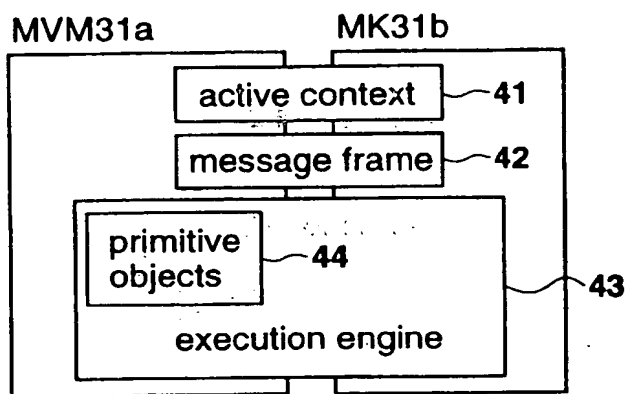 MVM31a MK31b
active context 41
message frame 42
primitive
objects 44
43
execution engine